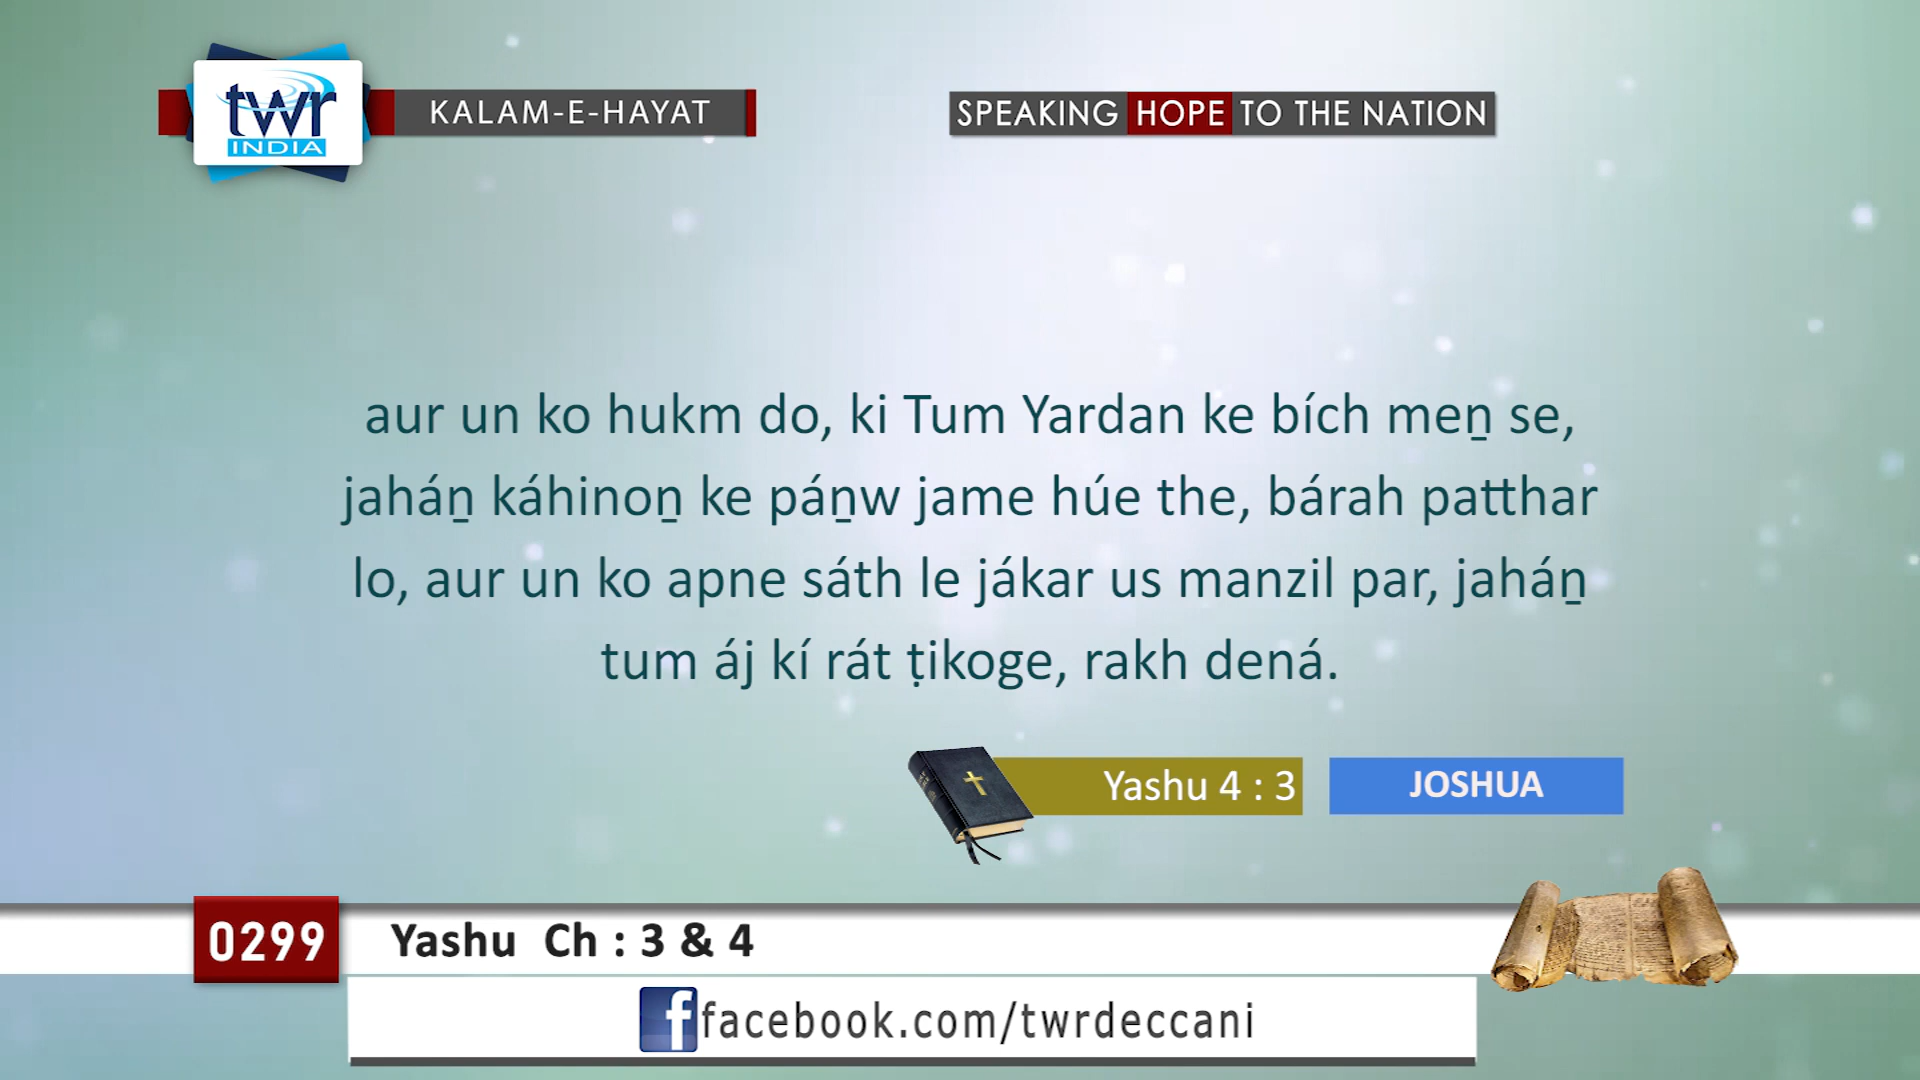 twr
INDIA
KALAM-E-HAYAT
SPEAKING HOPE TO THE NATION
aur un ko hukm do, ki Tum Yardan ke bích meṉ se,
jaháṉ káhinoṉ ke páṉw jame húe the, bárah patthar
lo, aur un ko apne sáth le jákar us manzil par, jaháṉ
tum áj kí rát ṭikoge, rakh dená.
Yashu 4 : 3
JOSHUA
0299
Yashu Ch : 3 & 4
facebook.com/twrdeccani